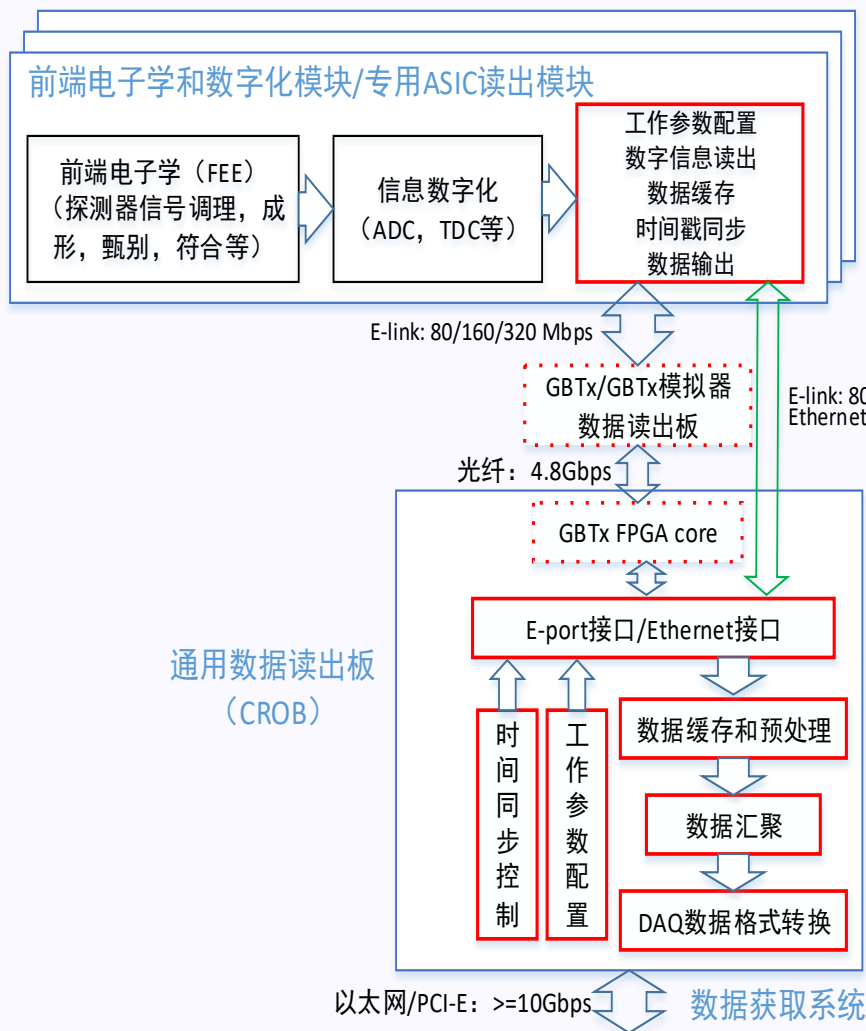 前端电子学和数字化模块/专用ASIC读出模块
前端电子学（FEE）
（探测器信号调理，成
形，甄别，符合等）
信息数字化
（ADC，TDC等）
工作参数配置
数字信息读出
数据缓存
时间戳同步
数据输出
E-link: 80/160/320 Mbps
GBTx/GBTx模拟器
数据读出板
E-link: 80
Ethernet
光纤：4.8Gbps
GBTx FPGA core
E-port接口/Ethernet接口
通用数据读出板
（CROB）
时间同步控制
工作参数配置
数据缓存和预处理
数据汇聚
DAQ数据格式转换
以太网/PCI-E：>=10Gbps
数据获取系统